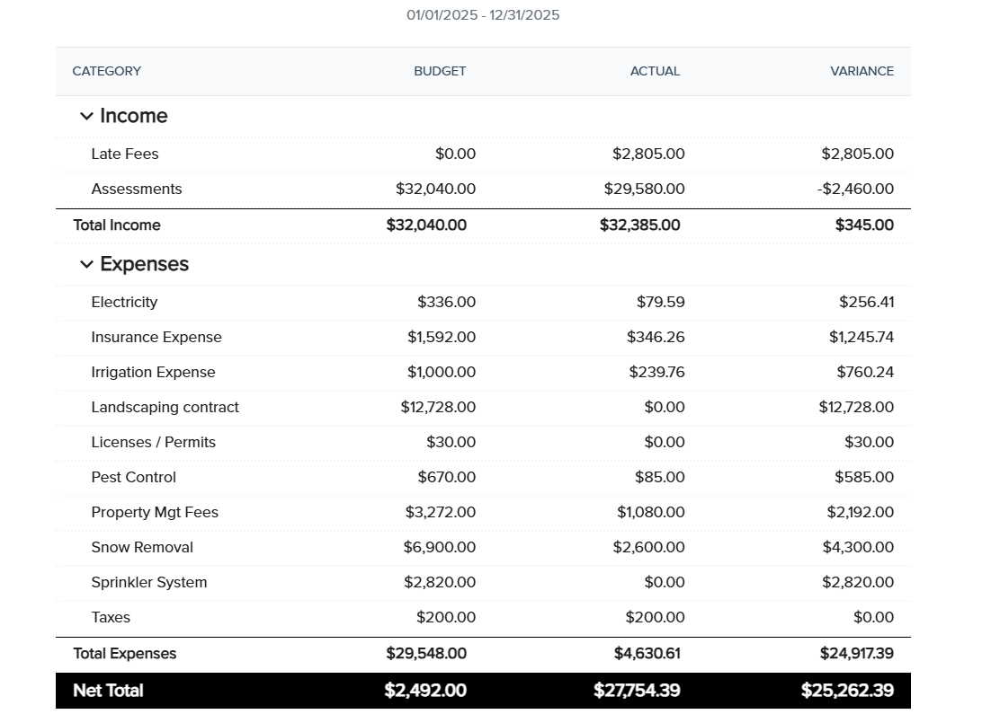 01/01/2025 - 12/31/2025
CATEGORY BUDGET ACTUAL VARIANCE
Income
Late Fees $0.00 $2,805.00 $2,805.00
Assessments $32,040.00 $29,580.00 -$2,460.00
Total Income $32,040.00 $32,385.00 $345.00
Expenses
Electricity $336.00 $79.59 $256.41
Insurance Expense $1,592.00 $346.26 $1,245.74
Irrigation Expense $1,000.00 $239.76 $760.24
Landscaping contract $12,728.00 $0.00 $12,728.00
Licenses / Permits $30.00 $0.00 $30.00
Pest Control $670.00 $85.00 $585.00
Property Mgt Fees $3,272.00 $1,080.00 $2,192.00
Snow Removal $6,900.00 $2,600.00 $4,300.00
Sprinkler System $2,820.00 $0.00 $2,820.00
Taxes $200.00 $200.00 $0.00
Total Expenses $29,548.00 $4,630.61 $24,917.39
Net Total $2,492.00 $27,754.39 $25,262.39